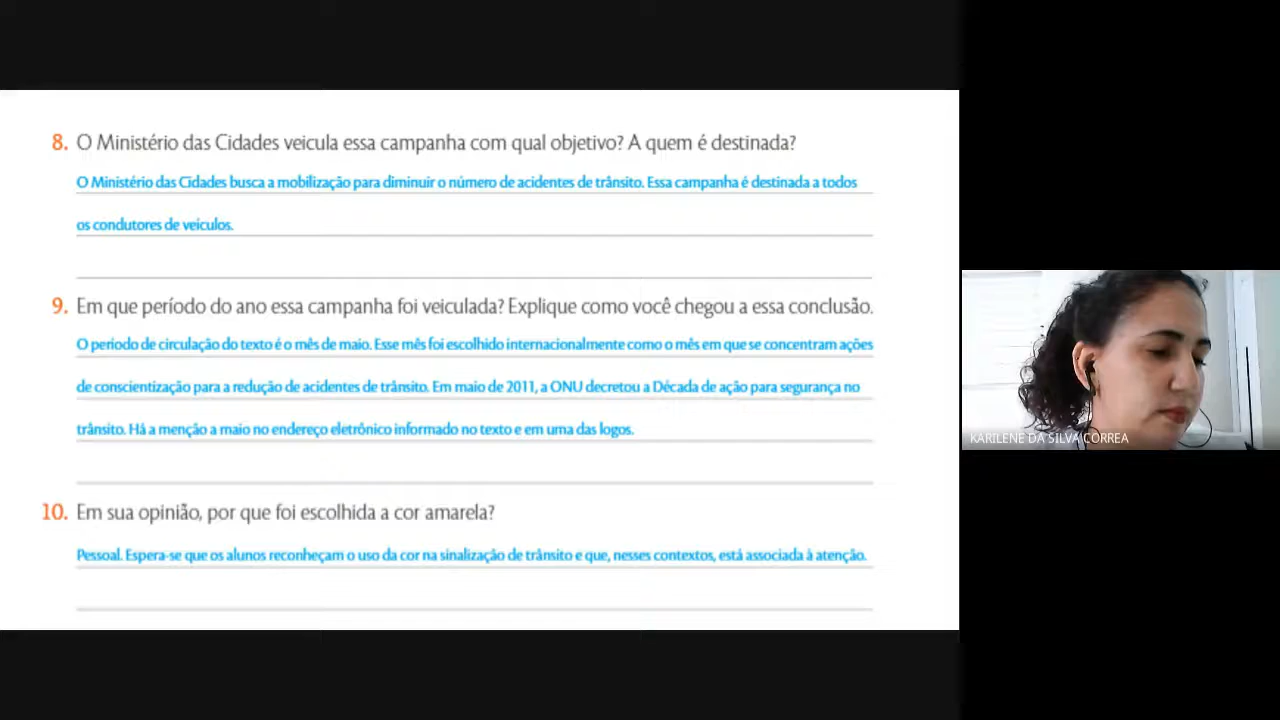 8. O Ministério das Cidades veicula essa campanha com qual objetivo? A quem é destinada?
O Ministério das Cidades busca a mobilização para diminuir o número de acidentes de trânsito. Essa campanha é destinada a todos
os condutores de veículos.
9. Em que período do ano essa campanha foi veiculada? Explique como você chegou a essa conclusão.
O período de circulação do texto é o mês de maio. Esse mês foi escolhido internacionalmente como o mês em que se concentram ações
de conscientização para a redução de acidentes de trânsito. Em maio de 2011, a ONU decretou a Década de ação para segurança no
trânsito. Há a menção a maio no endereço eletrônico informado no texto e em uma das logos.
10. Em sua opinião, por que foi escolhida a cor amarela?
Pessoal. Espera-se que os alunos reconheçam o uso da cor na sinalização de trânsito e que, nesses contextos, está associada à atenção.
KARILENE DA SILVA CORREA